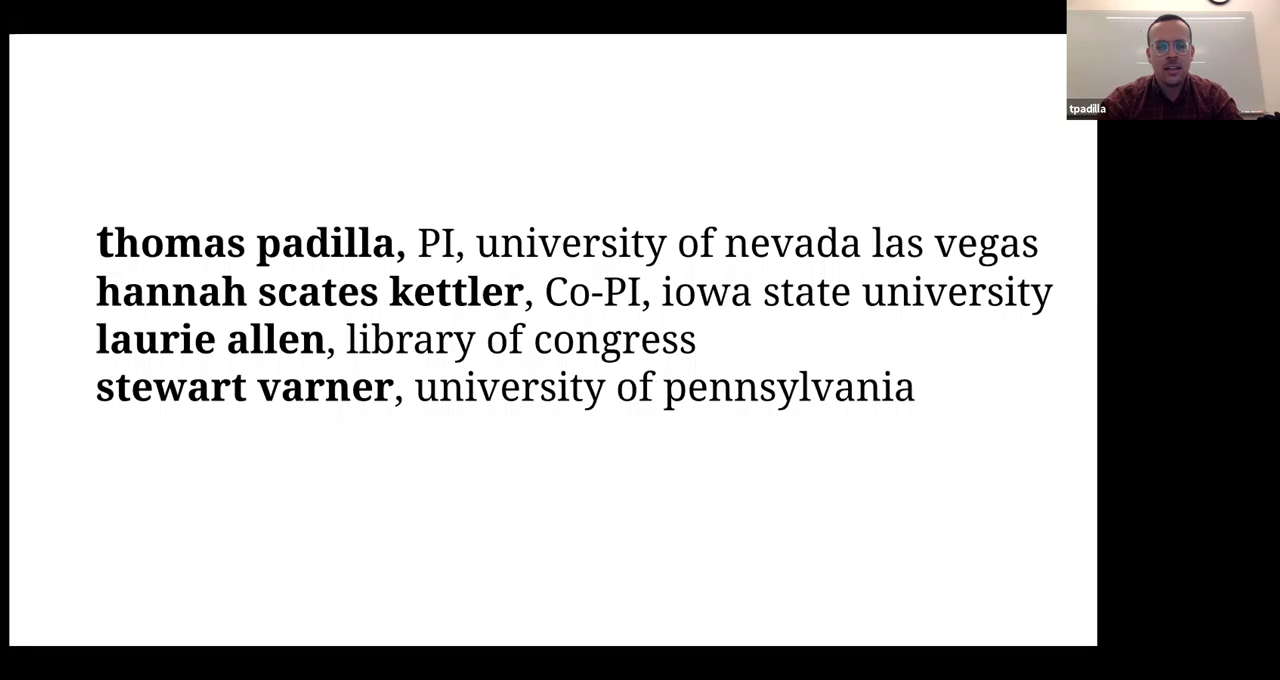 thomas padilla, PI, university of nevada las vegas
hannah scates kettler, Co-PI, iowa state university
laurie allen, library of congress
stewart varner, university of pennsylvania
tpadilla